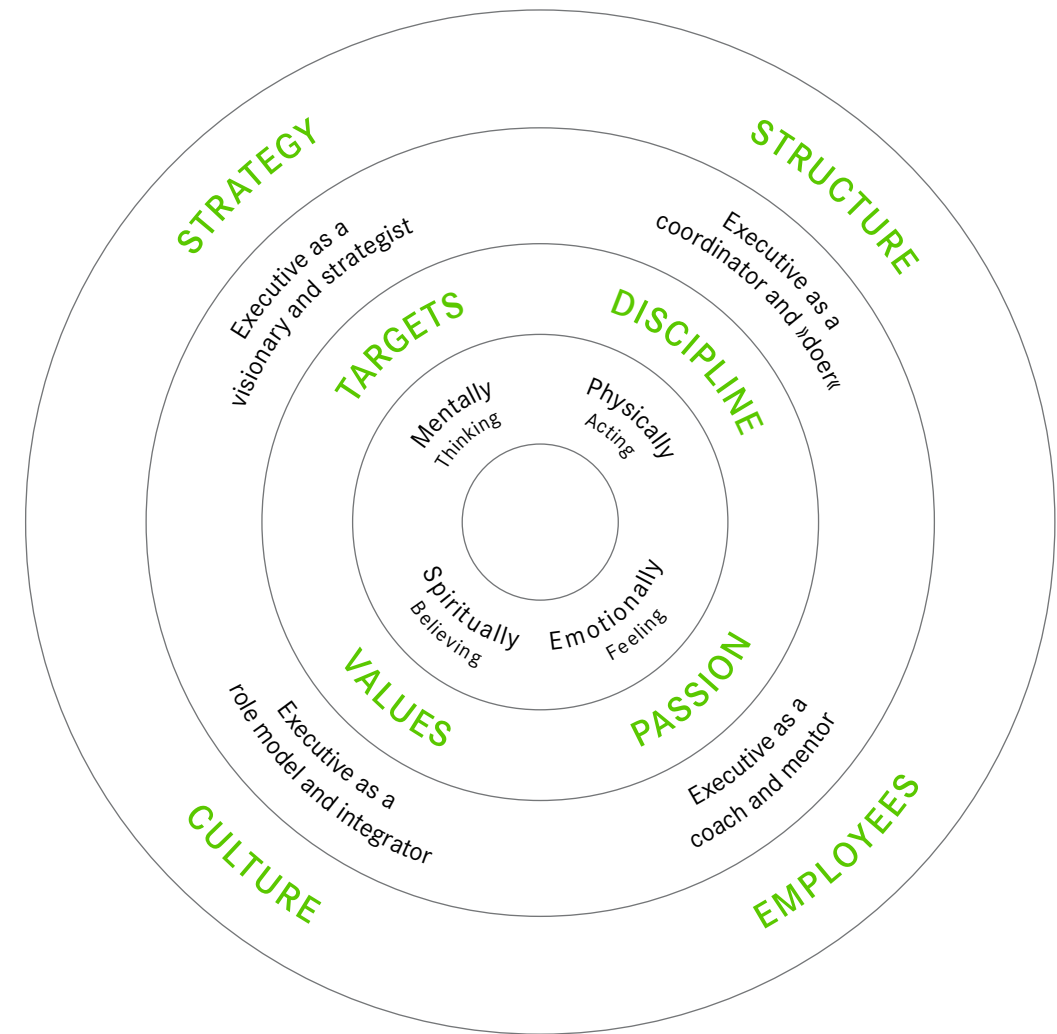 STRATEGY
STRUCTURE
Executive as a
visionary and strategist
Executive as a
coordinator and »doer«
TARGETS
DISCIPLINE
Mentally
Thinking
Physically
Acting
Spiritually
Believing
Emotionally
Feeling
VALUES
PASSION
Executive as a
role model and integrator
Executive as a
coach and mentor
CULTURE
EMPLOYEES